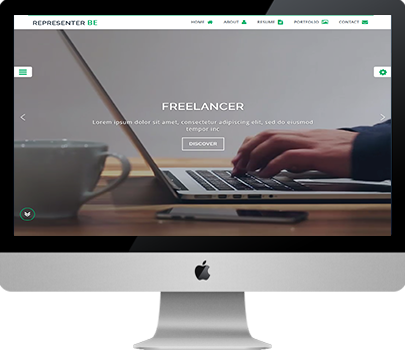 REPRESENTER BE
HOME ABOUT RESUME PORTFOLIO CONTACT
FREELANCER
Lorem ipsum dolor sit amet, consectetur adipiscing elit, sed do eiusmod
tempor inc
DISCOVER